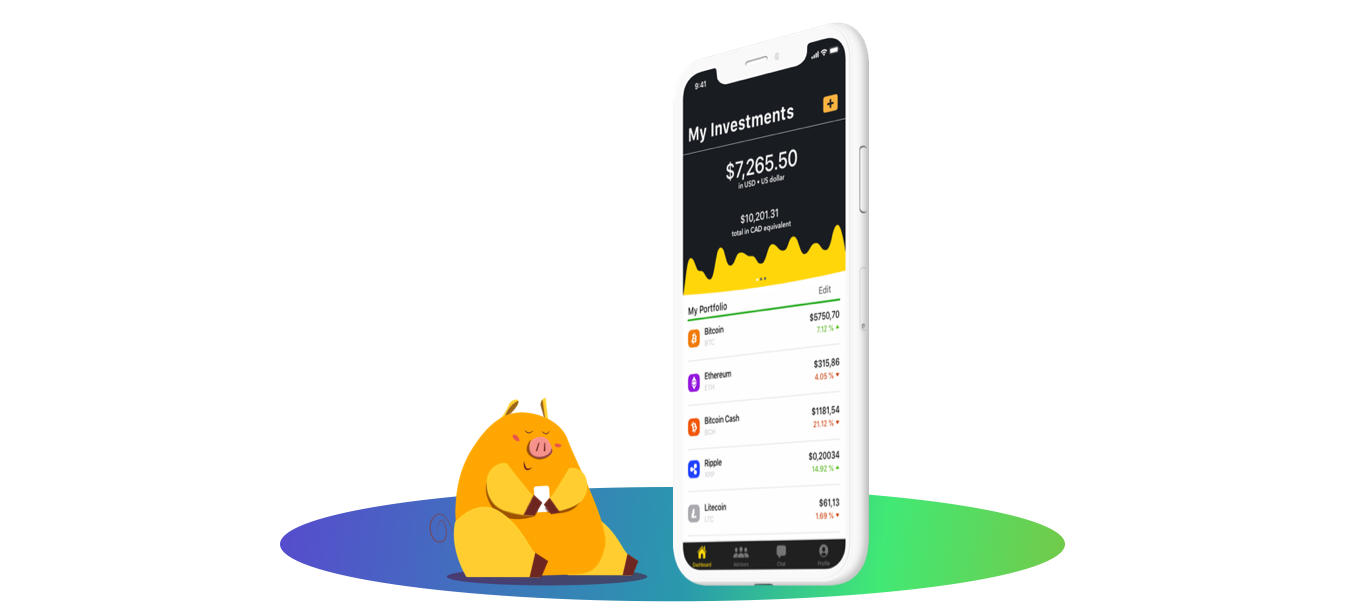 9:41
My Investments
$7,265.50
in USD • US dollar
$10,201.31
total in CAD equivalent
My Portfolio
Edit
Bitcoin
$5750,70
BTC
7.12 %
Ethereum
$315,86
ETH
4.05 %
Bitcoin Cash
$1181,54
BCH
21.12 %
Ripple
$0,20034
XRP
14.92 %
Litecoin
$61,13
LTC
1.69 %
Dashboard
Advisors
Chat
Profile